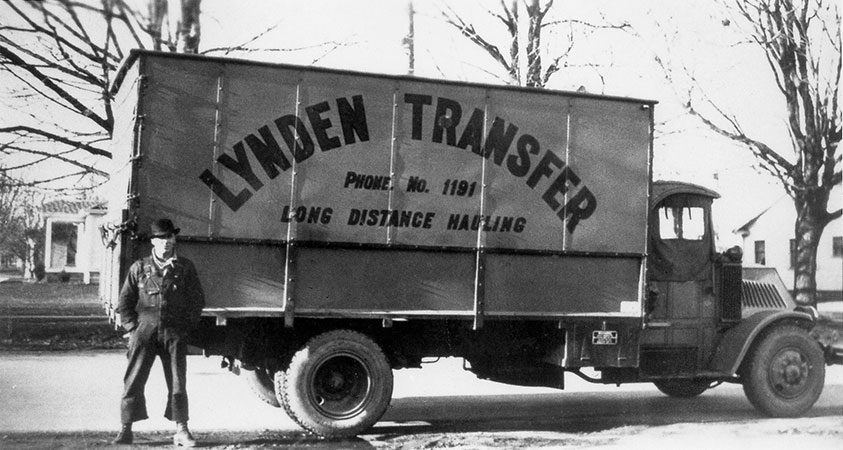 LYNDEN TRANSFER
PHONE. No. 1191
LONG DISTANCE HAULING